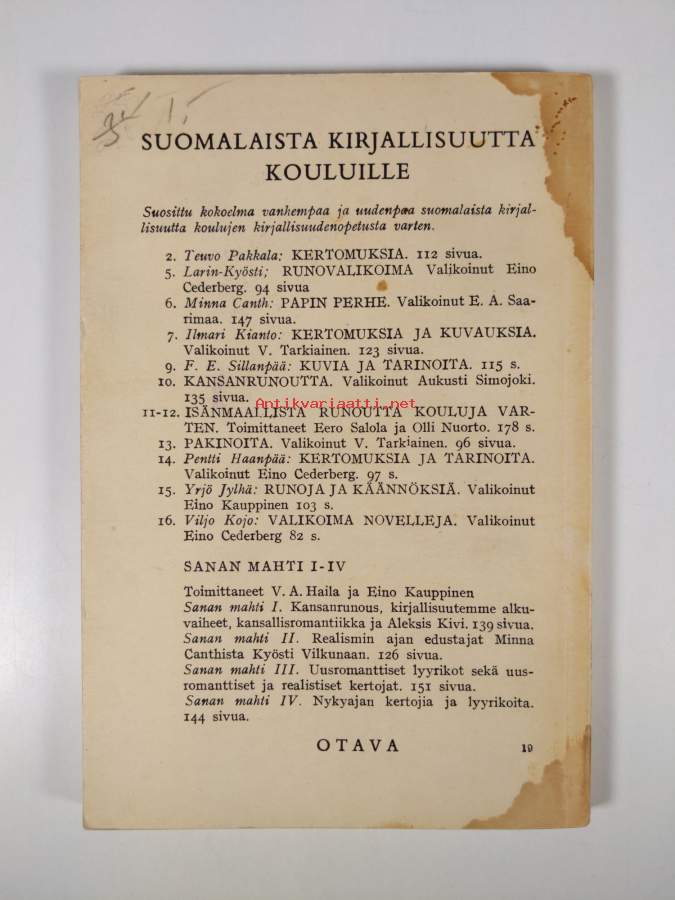 SUOMALAISTA KIRJALLISUUTTA
KOULUILLE
Suosittu kokoelma vanhempaa ja uudenpaa suomalaista kirjal-
lisuutta koulujen kirjallisuudenopetusta varten.
2. Teuvo Pakkala: KERTOMUKSIA. 112 sivua.
5. Larin-Kyösti; RUNOVALIKOIMA Valikoinut Eino
Cederberg. 94 sivua
6. Minna Canth: PAPIN PERHE. Valikoinut E. A. Saa-
rimaa. 147 sivua.
7. Ilmari Kianto: KERTOMUKSIA JA KUVAUKSIA.
Valikoinut V. Tarkiainen. 123 sivua.
9. F. E. Sillanpää: KUVIA JA TARINOITA. 115 s.
10. KANSANRUNOUTTA. Valikoinut Aukusti Simojoki.
135 sivua.
Antikvariaatti.net
11-12. ISÄNMAALLISTA RUNOUTTA KOULUJA VAR-
TEN. Toimittaneet Eero Salola ja Olli Nuorto. 178 s.
13. PAKINOITA. Valikoinut V. Tarkiainen. 96 sivua.
14. Pentti Haanpää: KERTOMUKSIA JA TARINOITA.
Valikoinut Eino Cederberg. 97 s.
15. Yrjö Jylhä: RUNOJA JA KÄÄNNÖKSIÄ. Valikoinut
Eino Kauppinen 103 s.
16. Viljo Kojo: VALIKOIMA NOVELLEJA. Valikoinut
Eino Cederberg 82 s.
SANAN MAHTI I-IV
Toimittaneet V. A. Haila ja Eino Kauppinen
Sanan mahti I. Kansanrunous, kirjallisuutemme alku-
vaiheet, kansallisromantiikka ja Aleksis Kivi. 139 sivua.
Sanan mahti II. Realismin ajan edustajat Minna
Canthista Kyösti Vilkunaan. 126 sivua.
Sanan mahti III. Uusromanttiset lyyrikot sekä uus-
romanttiset ja realistiset kertojat. 151 sivua.
Sanan mahti IV. Nykyajan kertojia ja lyyrikoita.
144 sivua.
OTAVA 19